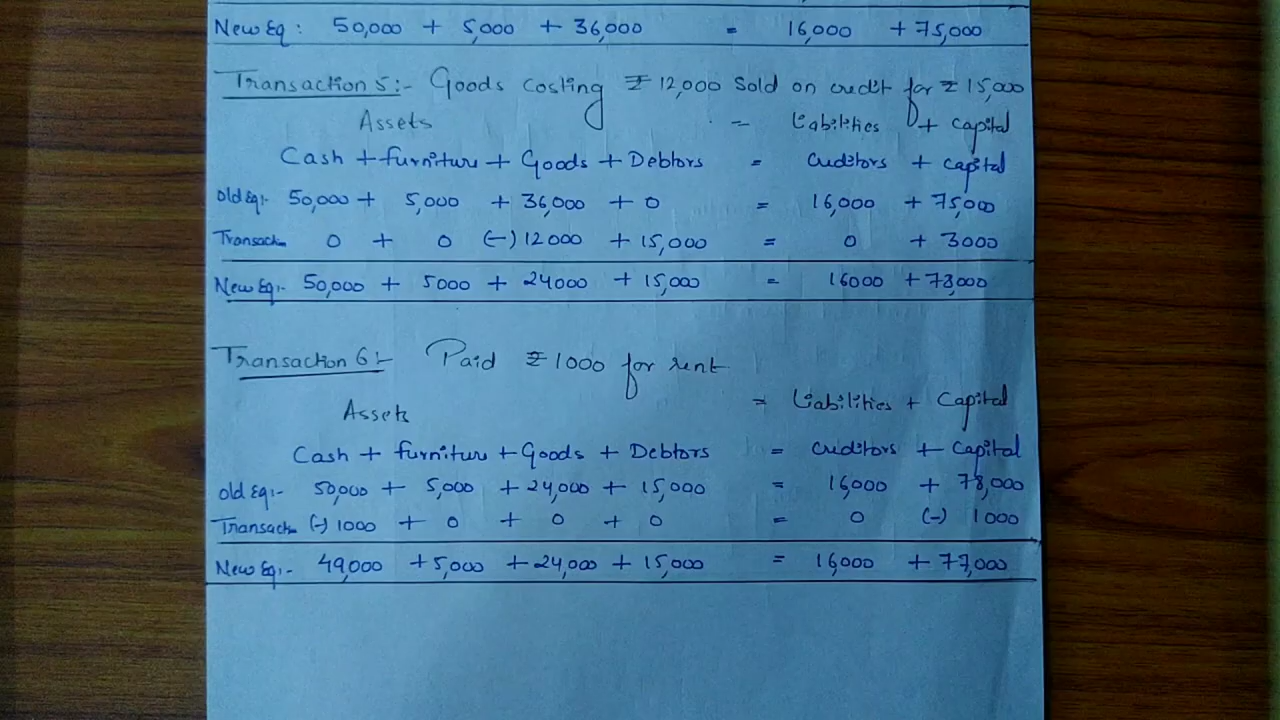 New Eq: 50,000 + 5,000 + 36,000 = 16,000 + 75,000
Transaction 5:- Goods costing ₹ 12,000 Sold on credit for ₹ 15,000
Assets = Liabilities + Capital
Cash + furniture + Goods + Debtors = Creditors + Capital
Old Eq:- 50,000 + 5,000 + 36,000 + 0 = 16,000 + 75,000
Transach 0 + 0 (-) 12000 + 15,000 = 0 + 3000
New Eq:- 50,000 + 5000 + 24000 + 15,000 = 16000 + 78,000
Transaction 6:- Paid ₹ 1000 for rent
Assets = Liabilities + Capital
Cash + furniture + Goods + Debtors = Creditors + Capital
Old Eq:- 50,000 + 5,000 + 24,000 + 15,000 = 16,000 + 78,000
Transach (-) 1000 + 0 + 0 + 0 = 0 (-) 1000
New Eq:- 49,000 + 5,000 + 24,000 + 15,000 = 16,000 + 77,000